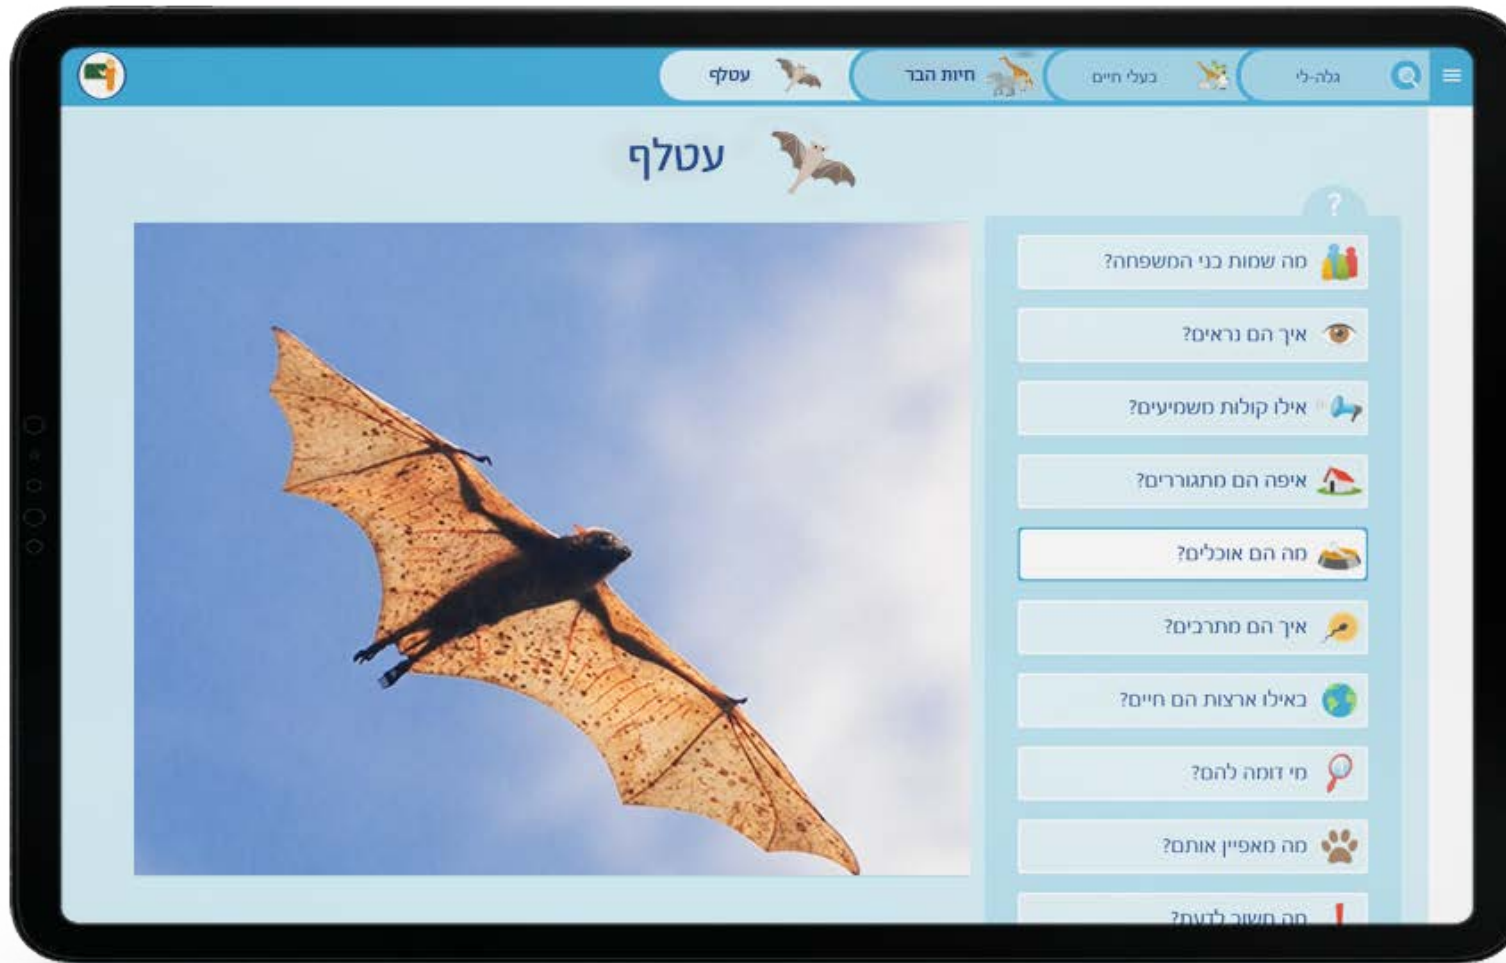 גלה-לי
בעלי חיים
חיות הבר
עטלף
עטלף
?
מה שמות בני המשפחה?
איך הם נראים?
אילו קולות משמיעים?
איפה הם מתגוררים?
מה הם אוכלים?
איך הם מתרבים?
באילו ארצות הם חיים?
מי דומה להם?
מה מאפיין אותם?
מה חשוב לדעת?